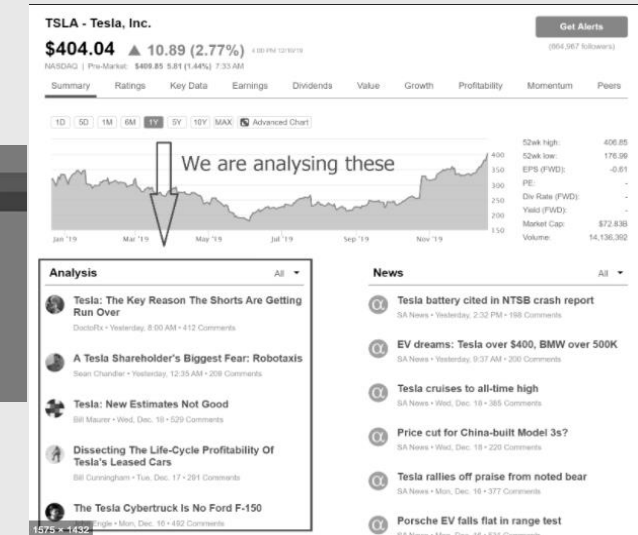 TSLA - Tesla, Inc.
$404.04 ▲ 10.89 (2.77%) 4:00 PM 12/19/19
NASDAQ | Pre-Market: $409.65 5.61 (1.44%) 7:33 AM
Get Alerts
(664,987 followers)
Summary Ratings Key Data Earnings Dividends Value Growth Profitability Momentum Peers
1D 5D 1M 6M 1Y 5Y 10Y MAX Advanced Chart
We are analysing these
400
350
300
250
200
150
Jan '19 Mar '19 May '19 Jul '19 Sep '19 Nov '19
52wk high: 406.85
52wk low: 176.99
EPS (FWD): -0.61
PE: -
Div Rate (FWD): -
Yield (FWD): -
Market Cap: $72.83B
Volume: 14,136,392
Analysis All
Tesla: The Key Reason The Shorts Are Getting
Run Over
DoctoRx • Yesterday, 8:00 AM • 412 Comments
A Tesla Shareholder's Biggest Fear: Robotaxis
Sean Chandler • Yesterday, 12:35 AM • 209 Comments
Tesla: New Estimates Not Good
Bill Maurer • Wed, Dec. 18 • 529 Comments
Dissecting The Life-Cycle Profitability Of
Tesla's Leased Cars
Bill Cunningham • Tue, Dec. 17 • 291 Comments
The Tesla Cybertruck Is No Ford F-150
Engle • Mon, Dec. 16 • 492 Comments
1575 × 1432
News All
Tesla battery cited in NTSB crash report
SA News • Yesterday, 2:32 PM • 198 Comments
EV dreams: Tesla over $400, BMW over 500K
SA News • Yesterday, 9:37 AM • 200 Comments
Tesla cruises to all-time high
SA News • Wed, Dec. 18 • 365 Comments
Price cut for China-built Model 3s?
SA News • Wed, Dec. 18 • 220 Comments
Tesla rallies off praise from noted bear
SA News • Mon, Dec. 16 • 377 Comments
Porsche EV falls flat in range test